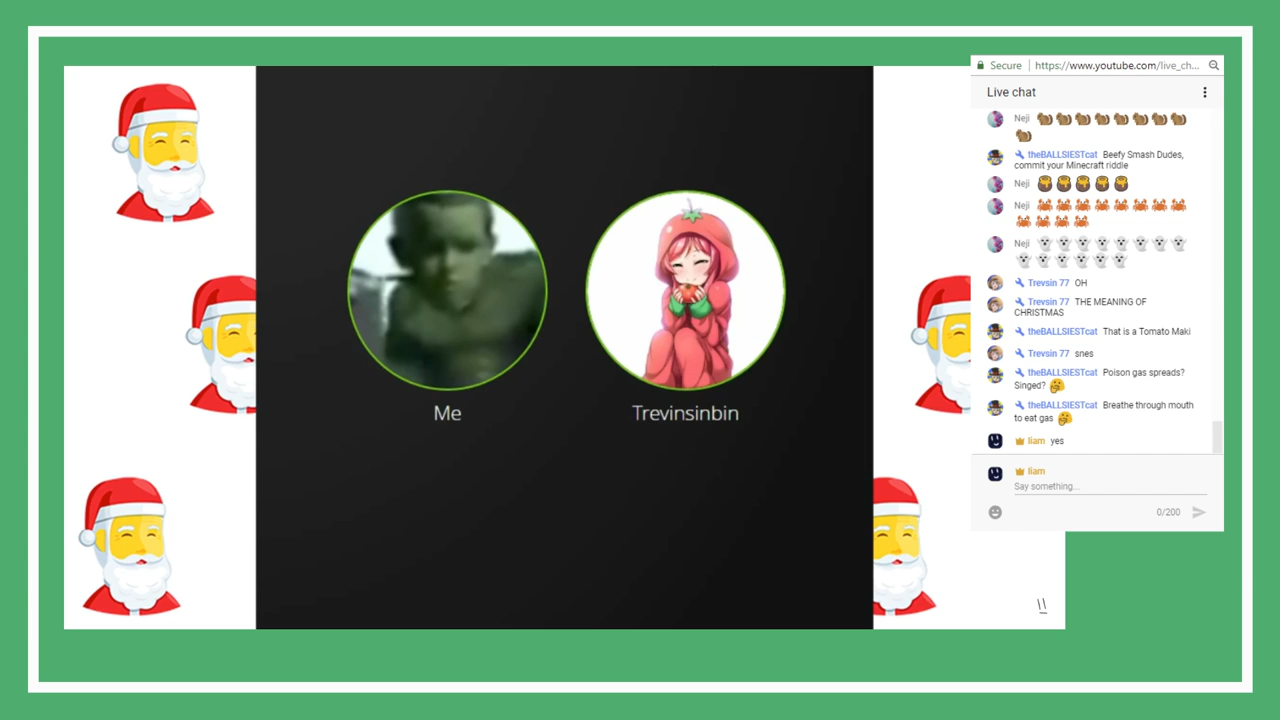 Secure | https://www.youtube.com/live_ch...
Live chat
Neji
theBALLSIESTcat Beefy Smash Dudes,
commit your Minecraft riddle
Neji
Neji
Neji
Trevsin 77 OH
Trevsin 77 THE MEANING OF
CHRISTMAS
theBALLSIESTcat That is a Tomato Maki
Trevsin 77 snes
theBALLSIESTcat Poison gas spreads?
Singed?
theBALLSIESTcat Breathe through mouth
to eat gas
liam yes
liam
Say something...
0/200
Me
Trevinsinbin